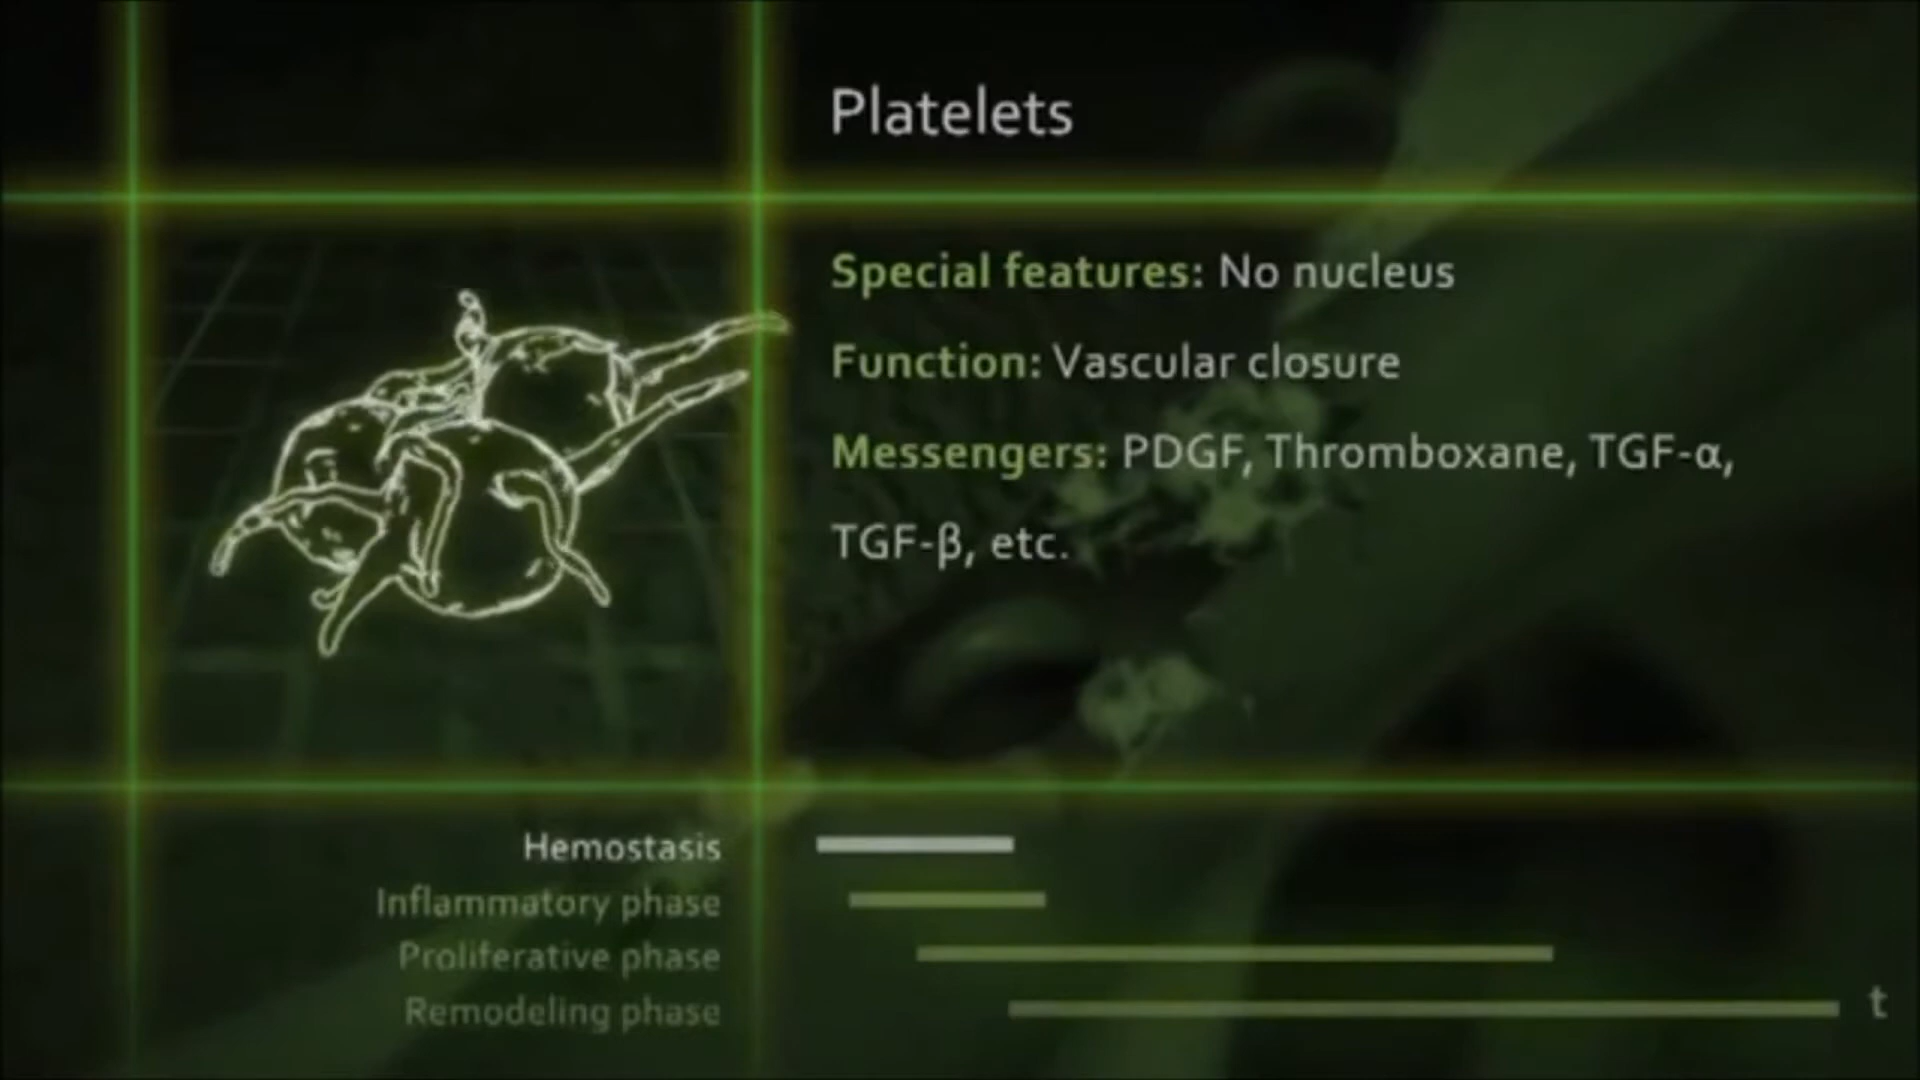 Platelets
Special features: No nucleus
Function: Vascular closure
Messengers: PDGF, Thromboxane, TGF-α,
TGF-β, etc.
Hemostasis
Inflammatory phase
Proliferative phase
Remodeling phase
t